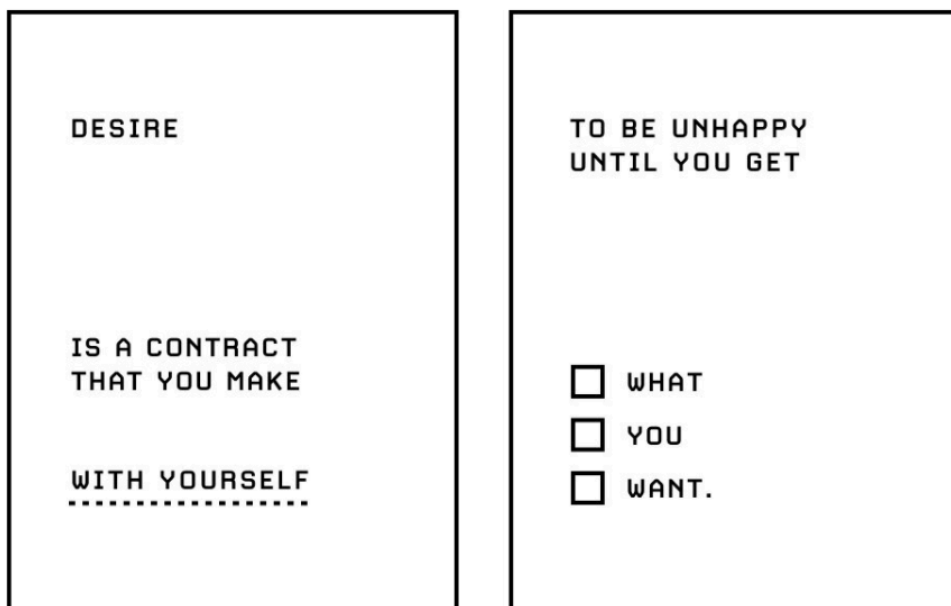 DESIRE
IS A CONTRACT
THAT YOU MAKE
WITH YOURSELF
TO BE UNHAPPY
UNTIL YOU GET
WHAT
YOU
WANT.